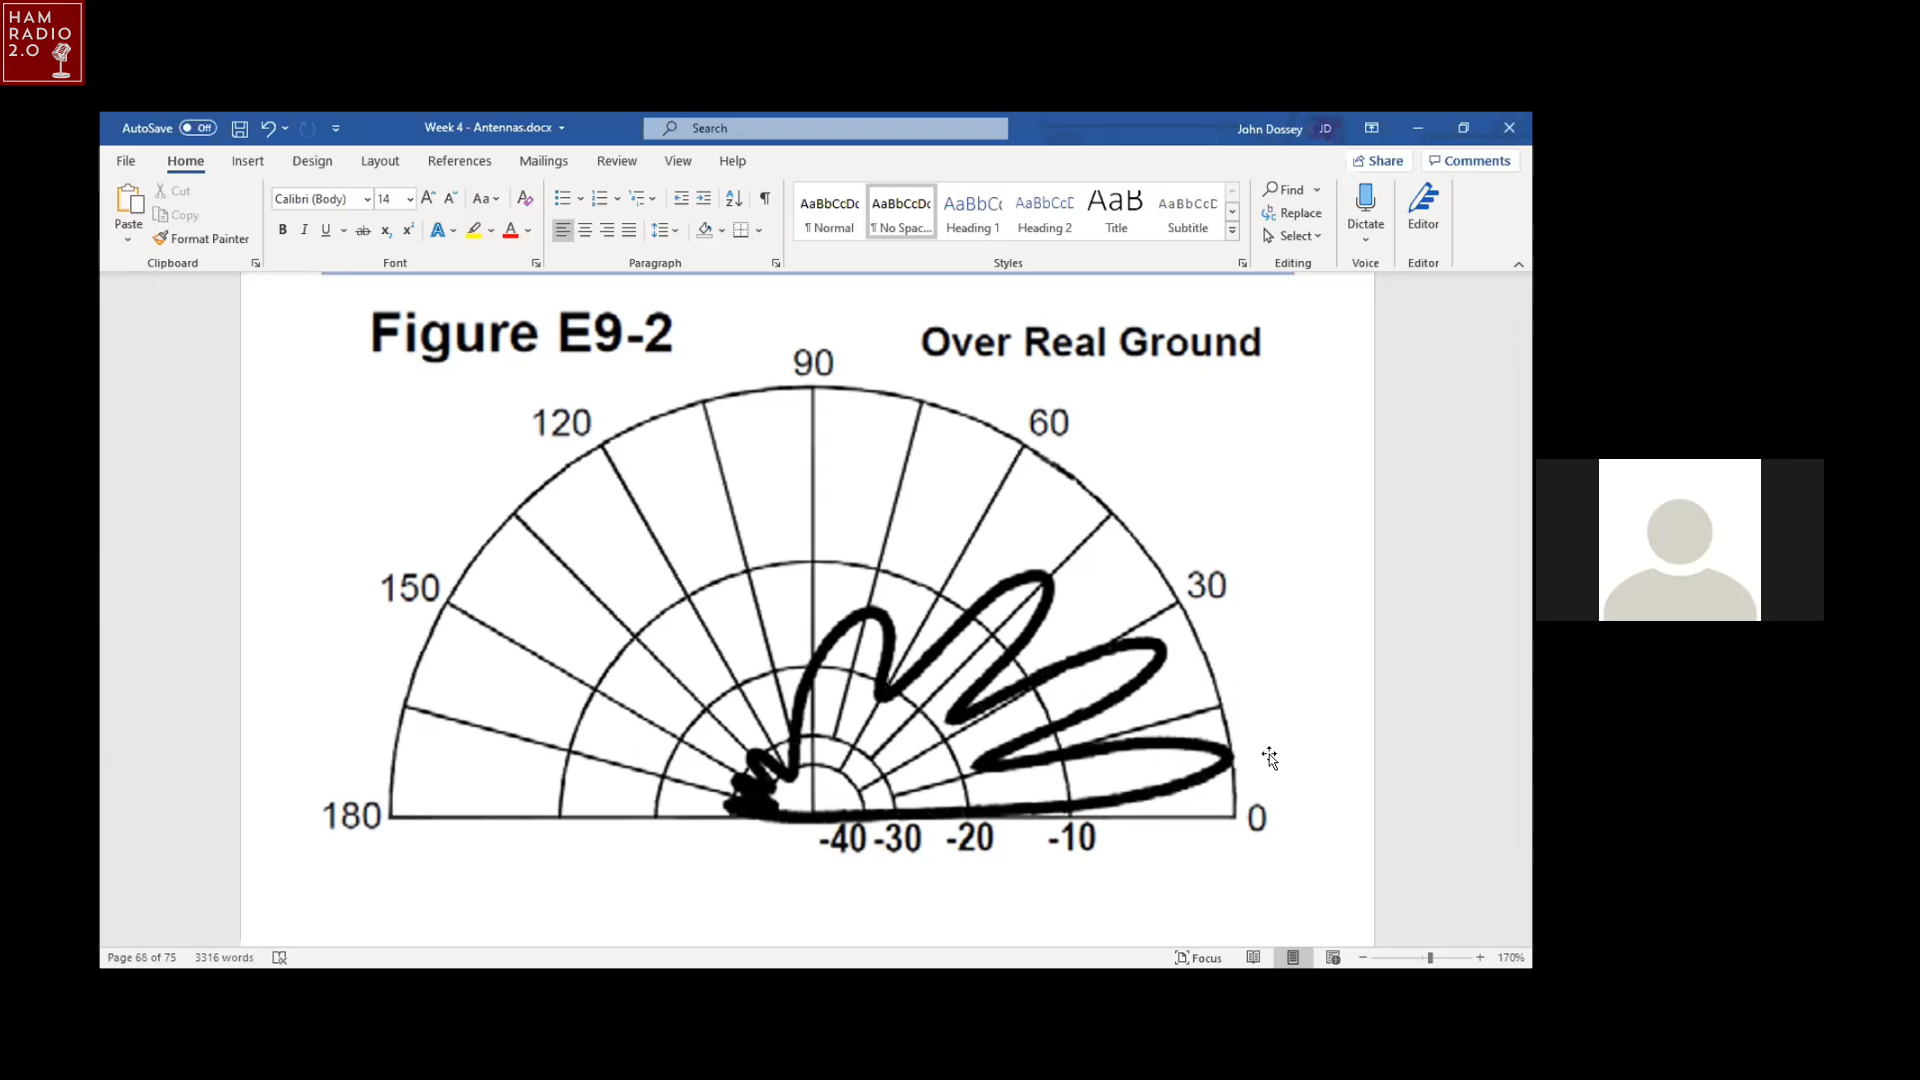 HAM
RADIO
2.0
AutoSave Off
Week 4 - Antennas.docx
Search
John Dossey JD
File Home Insert Design Layout References Mailings Review View Help
Share Comments
Paste
Cut
Copy
Format Painter
Clipboard
Calibri (Body) 14
Font
Paragraph
AaBbCcDc AaBbCcDc AaBbCc AaBbCcD AaB AaBbCcD
¶ Normal ¶ No Spac... Heading 1 Heading 2 Title Subtitle
Styles
Find
Replace
Select
Editing
Dictate
Voice
Editor
Editor
Figure E9-2
Over Real Ground
90
120 60
150 30
180 0
-40 -30 -20 -10
Page 68 of 75 3316 words
Focus
170%